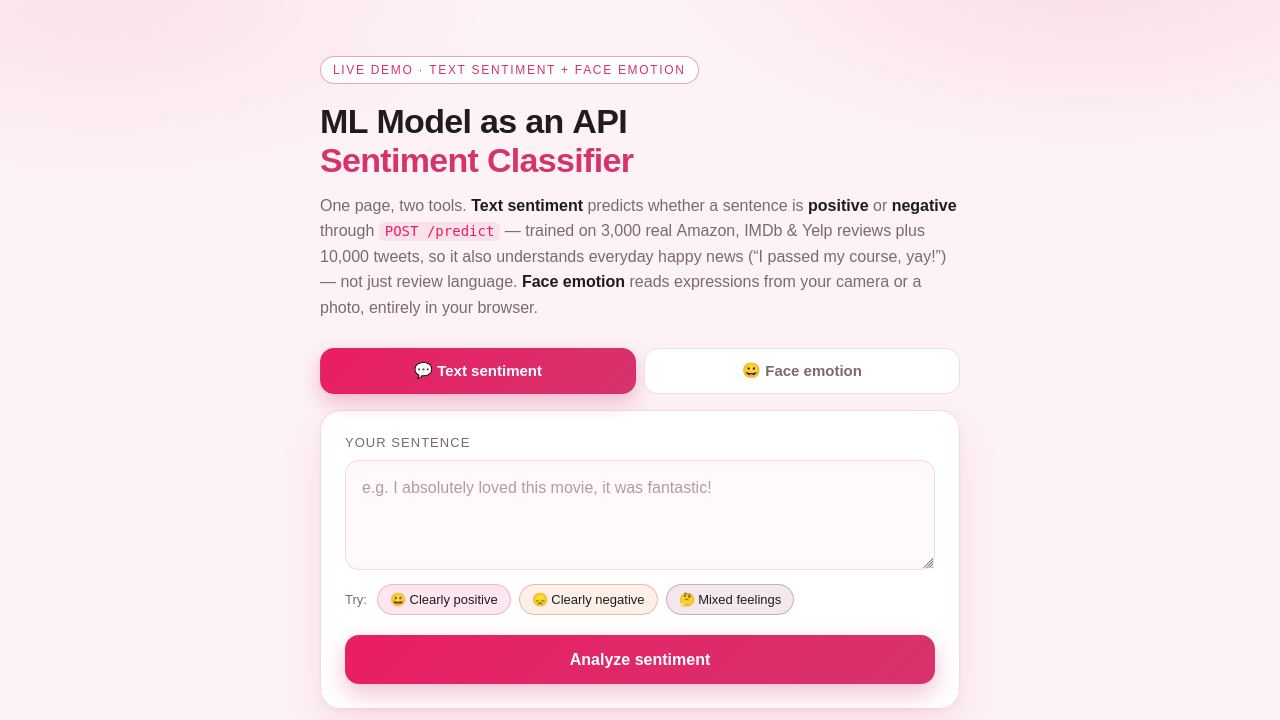 LIVE DEMO · TEXT SENTIMENT + FACE EMOTION
ML Model as an API
Sentiment Classifier
One page, two tools. Text sentiment predicts whether a sentence is positive or negative
through POST /predict — trained on 3,000 real Amazon, IMDb & Yelp reviews plus
10,000 tweets, so it also understands everyday happy news (“I passed my course, yay!”)
— not just review language. Face emotion reads expressions from your camera or a
photo, entirely in your browser.
💬 Text sentiment
😀 Face emotion
YOUR SENTENCE
e.g. I absolutely loved this movie, it was fantastic!
Try: 😀 Clearly positive 😞 Clearly negative 🤔 Mixed feelings
Analyze sentiment